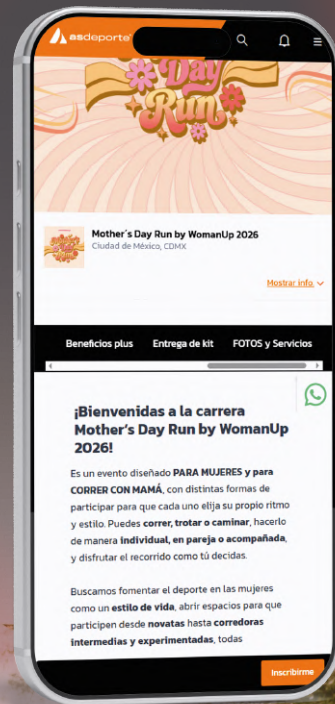 asdeporte
Day
Run
Mother´s Day Run by WomanUp 2026
Ciudad de México, CDMX
Mostrar info
Beneficios plus Entrega de kit FOTOS y Servicios
¡Bienvenidas a la carrera
Mother's Day Run by WomanUp
2026!
Es un evento diseñado PARA MUJERES y para
CORRER CON MAMÁ, con distintas formas de
participar para que cada uno elija su propio ritmo
y estilo. Puedes correr, trotar o caminar, hacerlo
de manera individual, en pareja o acompañada,
y disfrutar el recorrido como tú decidas.
Buscamos fomentar el deporte en las mujeres
como un estilo de vida, abrir espacios para que
participen desde novatas hasta corredoras
intermedias y experimentadas, todas
Inscribirme